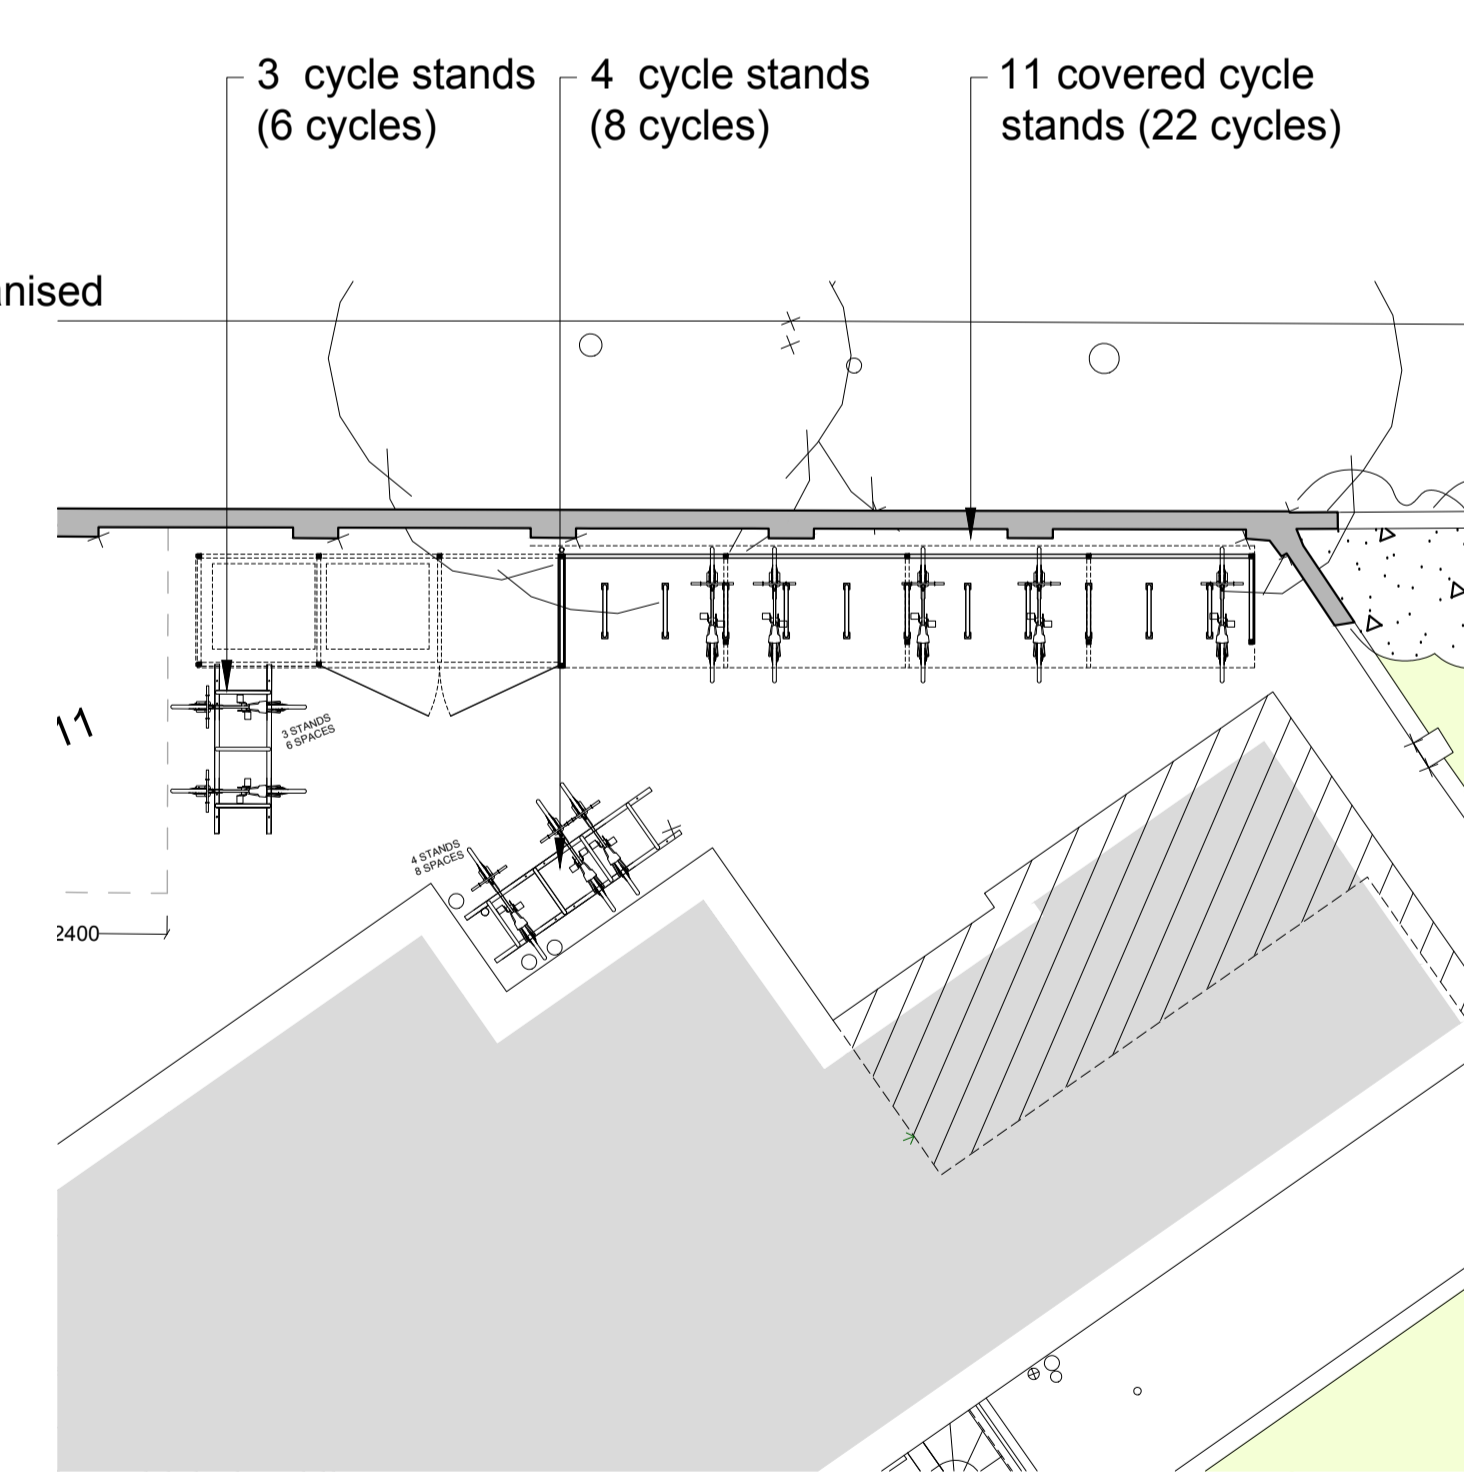 3 cycle stands
(6 cycles)
4 cycle stands
(8 cycles)
11 covered cycle
stands (22 cycles)
nised
11
3 STANDS
6 SPACES
4 STANDS
8 SPACES
2400